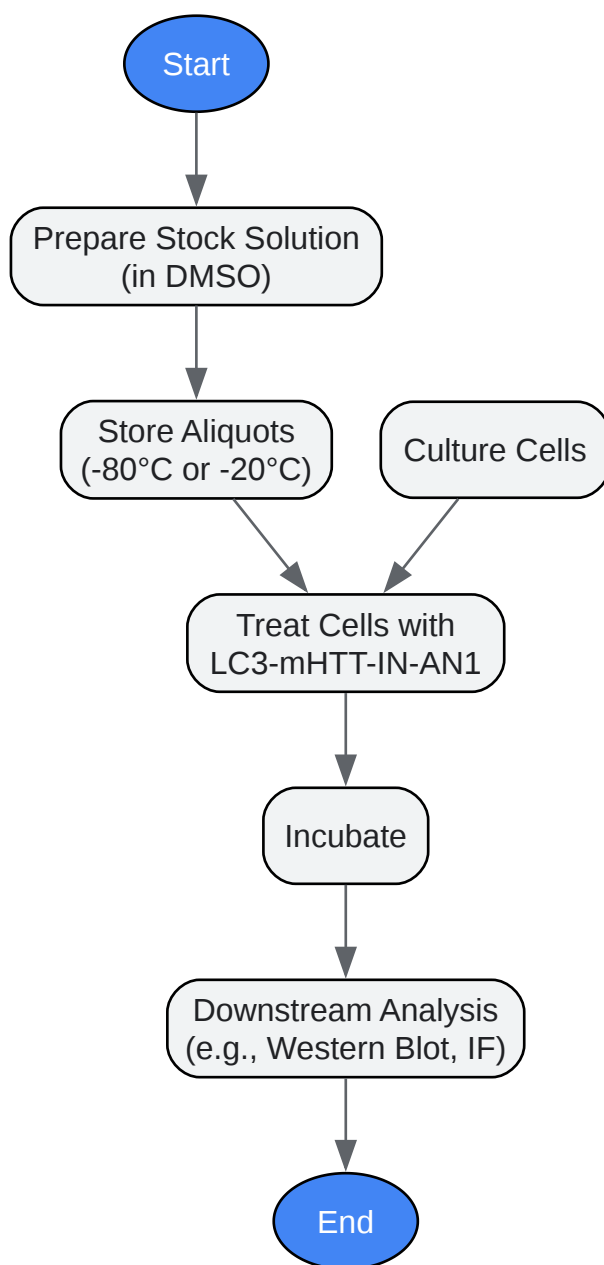 Start
Prepare Stock Solution
(in DMSO)
Store Aliquots
(-80°C or -20°C)
Culture Cells
Treat Cells with
LC3-mHTT-IN-AN1
Incubate
Downstream Analysis
(e.g., Western Blot, IF)
End